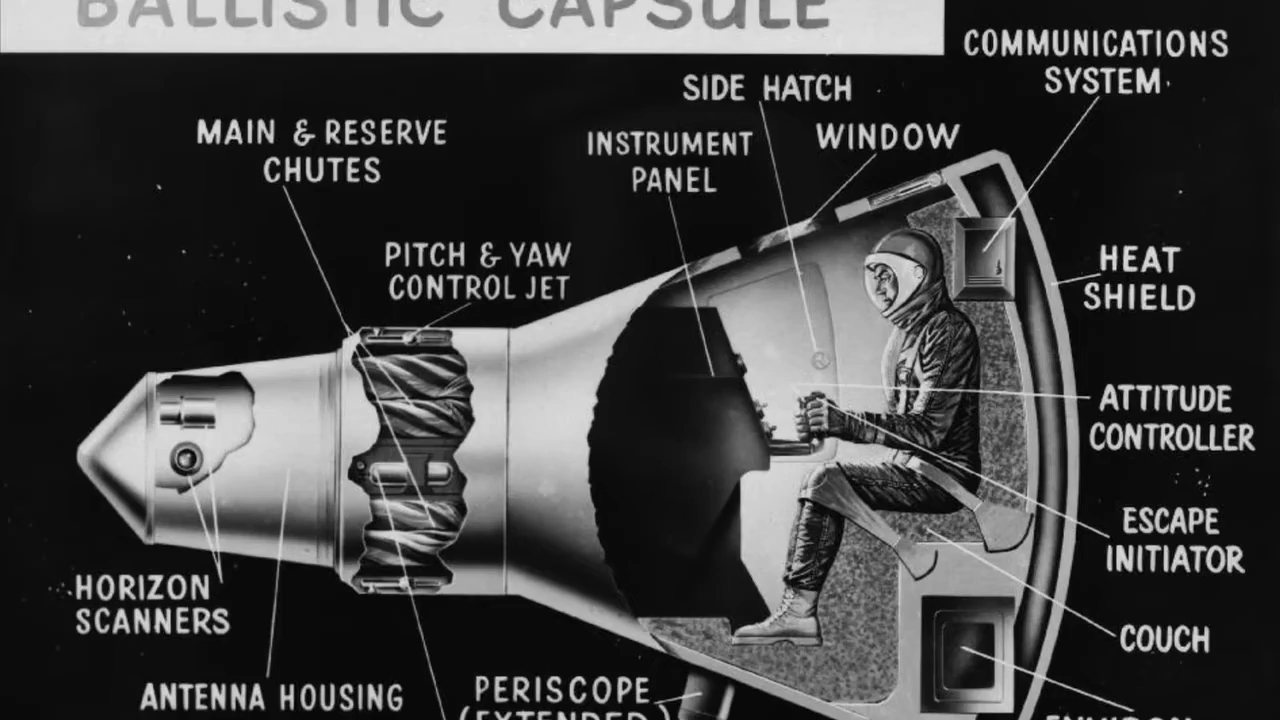 BALLISTIC CAPSULE
COMMUNICATIONS
SYSTEM
SIDE HATCH
MAIN & RESERVE
CHUTES
INSTRUMENT
PANEL
WINDOW
PITCH & YAW
CONTROL JET
HEAT
SHIELD
ATTITUDE
CONTROLLER
ESCAPE
INITIATOR
HORIZON
SCANNERS
COUCH
ANTENNA HOUSING
PERISCOPE
(EXTENDED)